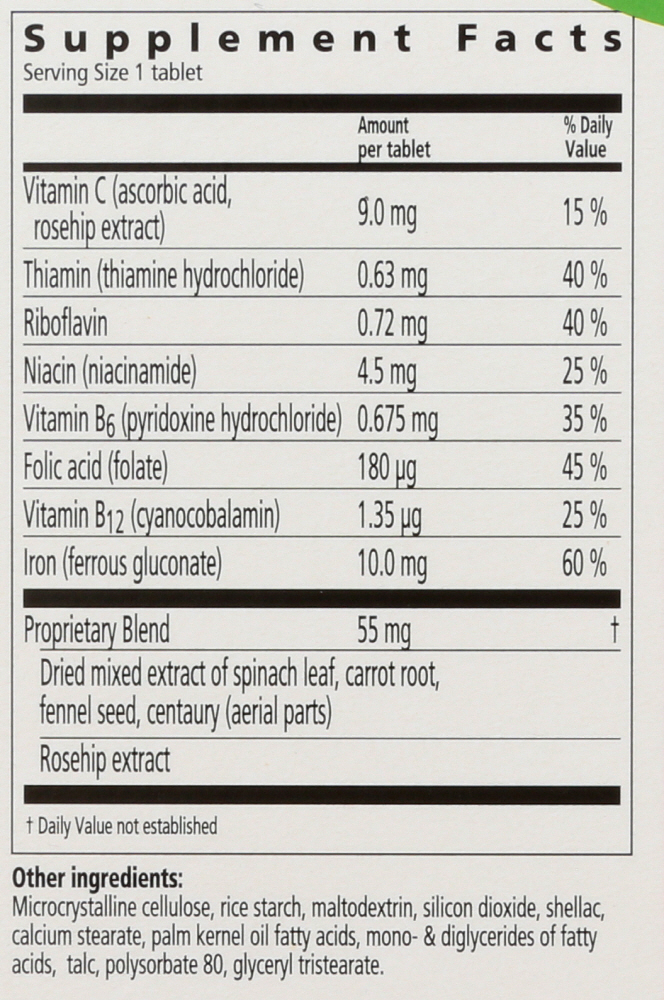 Supplement Facts
Serving Size 1 tablet
Amount per tablet % Daily Value
Vitamin C (ascorbic acid, rosehip extract) 9.0 mg 15 %
Thiamin (thiamine hydrochloride) 0.63 mg 40 %
Riboflavin 0.72 mg 40 %
Niacin (niacinamide) 4.5 mg 25 %
Vitamin B6 (pyridoxine hydrochloride) 0.675 mg 35 %
Folic acid (folate) 180 µg 45 %
Vitamin B12 (cyanocobalamin) 1.35 µg 25 %
Iron (ferrous gluconate) 10.0 mg 60 %
Proprietary Blend 55 mg †
Dried mixed extract of spinach leaf, carrot root,
fennel seed, centaury (aerial parts)
Rosehip extract
† Daily Value not established
Other ingredients:
Microcrystalline cellulose, rice starch, maltodextrin, silicon dioxide, shellac,
calcium stearate, palm kernel oil fatty acids, mono- & diglycerides of fatty
acids, talc, polysorbate 80, glyceryl tristearate.